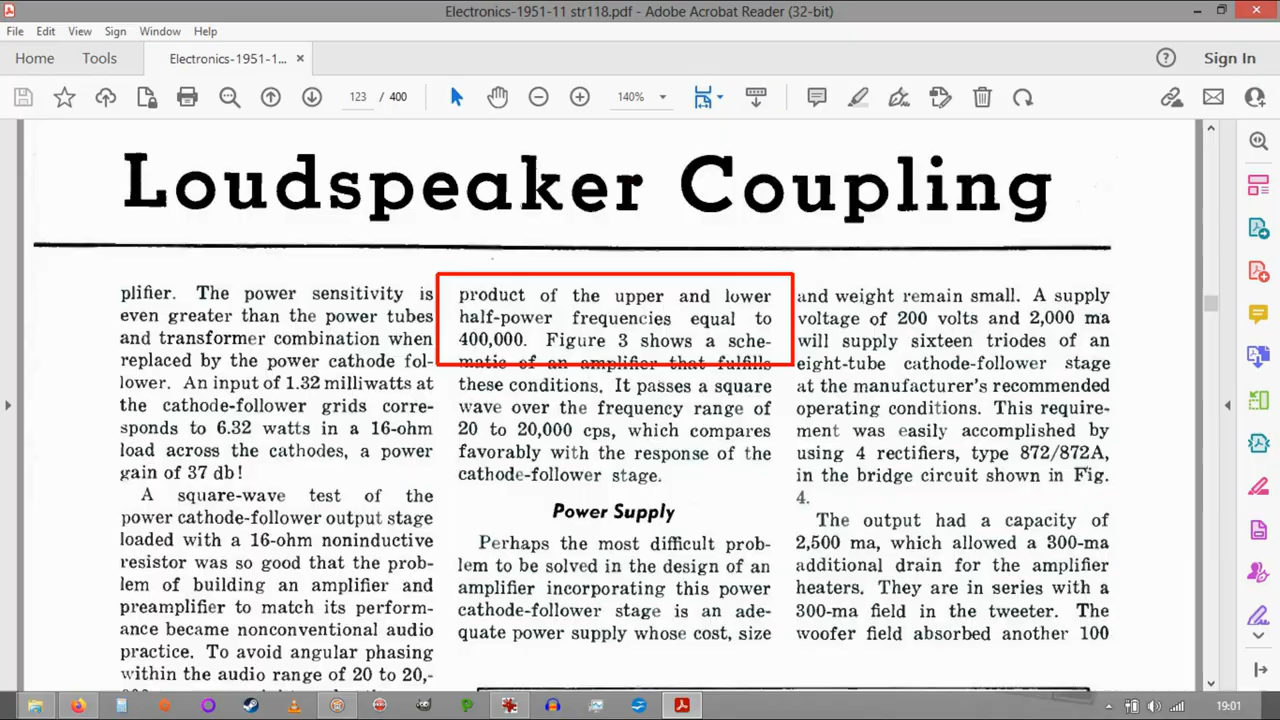 Electronics-1951-11 str118.pdf - Adobe Acrobat Reader (32-bit)
File Edit View Sign Window Help
Home Tools Electronics-1951-1... × Sign In
123 / 400 140%
Loudspeaker Coupling
plifier. The power sensitivity is
even greater than the power tubes
and transformer combination when
replaced by the power cathode fol-
lower. An input of 1.32 milliwatts at
the cathode-follower grids corre-
sponds to 6.32 watts in a 16-ohm
load across the cathodes, a power
gain of 37 db!
A square-wave test of the
power cathode-follower output stage
loaded with a 16-ohm noninductive
resistor was so good that the prob-
lem of building an amplifier and
preamplifier to match its perform-
ance became nonconventional audio
practice. To avoid angular phasing
within the audio range of 20 to 20,-
product of the upper and lower
half-power frequencies equal to
400,000. Figure 3 shows a sche-
matic of an amplifier that fulfills
these conditions. It passes a square
wave over the frequency range of
20 to 20,000 cps, which compares
favorably with the response of the
cathode-follower stage.
Power Supply
Perhaps the most difficult prob-
lem to be solved in the design of an
amplifier incorporating this power
cathode-follower stage is an ade-
quate power supply whose cost, size
and weight remain small. A supply
voltage of 200 volts and 2,000 ma
will supply sixteen triodes of an
eight-tube cathode-follower stage
at the manufacturer's recommended
operating conditions. This require-
ment was easily accomplished by
using 4 rectifiers, type 872/872A,
in the bridge circuit shown in Fig.
4.
The output had a capacity of
2,500 ma, which allowed a 300-ma
additional drain for the amplifier
heaters. They are in series with a
300-ma field in the tweeter. The
woofer field absorbed another 100
19:01